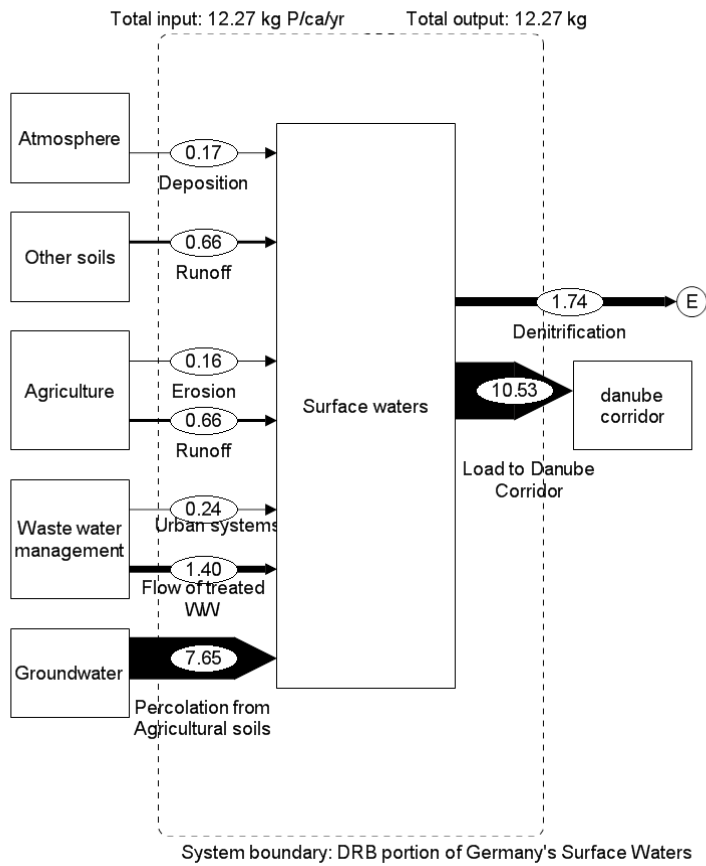 Total input: 12.27 kg P/ca/yr
Total output: 12.27 kg
Atmosphere
0.17
Deposition
Other soils
0.66
Runoff
Agriculture
0.16
Erosion
0.66
Runoff
Waste water
management
0.24
Urban systems
1.40
Flow of treated
WW
Groundwater
7.65
Percolation from
Agricultural soils
Surface waters
1.74
E
Denitrification
10.53
danube
corridor
Load to Danube
Corridor
System boundary: DRB portion of Germany's Surface Waters